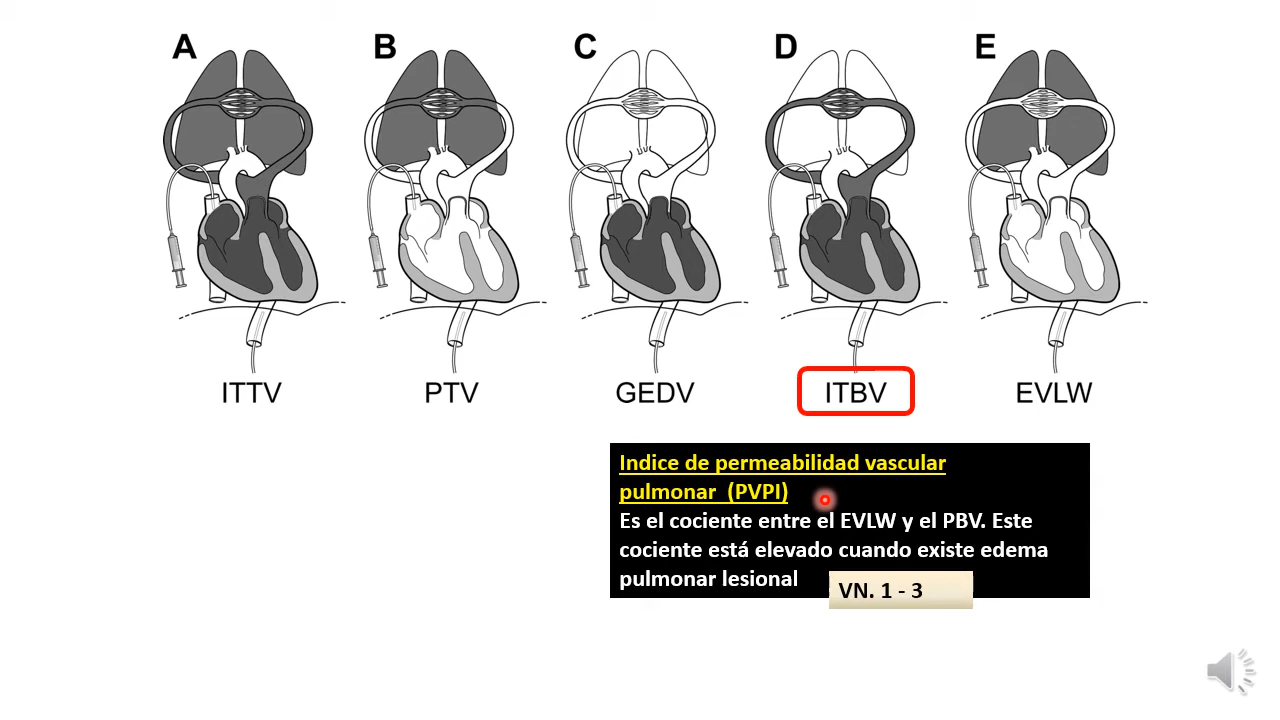 A B C D E
ITTV PTV GEDV ITBV EVLW
Indice de permeabilidad vascular
pulmonar (PVPI)
Es el cociente entre el EVLW y el PBV. Este
cociente está elevado cuando existe edema
pulmonar lesional
VN. 1 - 3